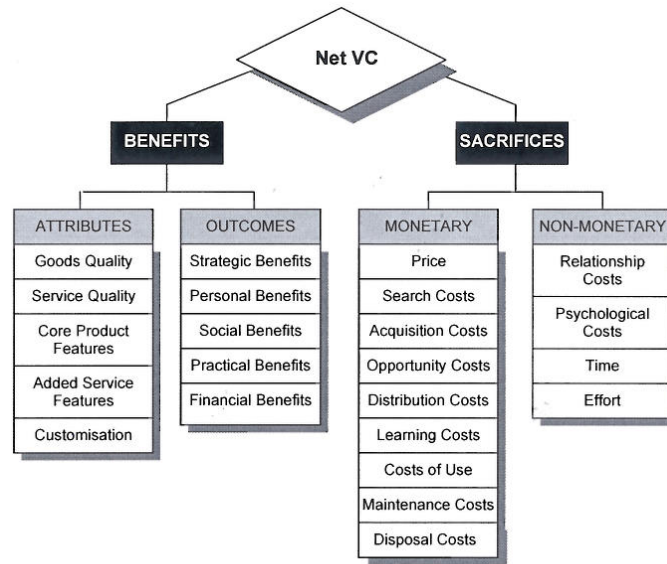 Net VC
BENEFITS
SACRIFICES
ATTRIBUTES
Goods Quality
Service Quality
Core Product
Features
Added Service
Features
Customisation
OUTCOMES
Strategic Benefits
Personal Benefits
Social Benefits
Practical Benefits
Financial Benefits
MONETARY
Price
Search Costs
Acquisition Costs
Opportunity Costs
Distribution Costs
Learning Costs
Costs of Use
Maintenance Costs
Disposal Costs
NON-MONETARY
Relationship
Costs
Psychological
Costs
Time
Effort